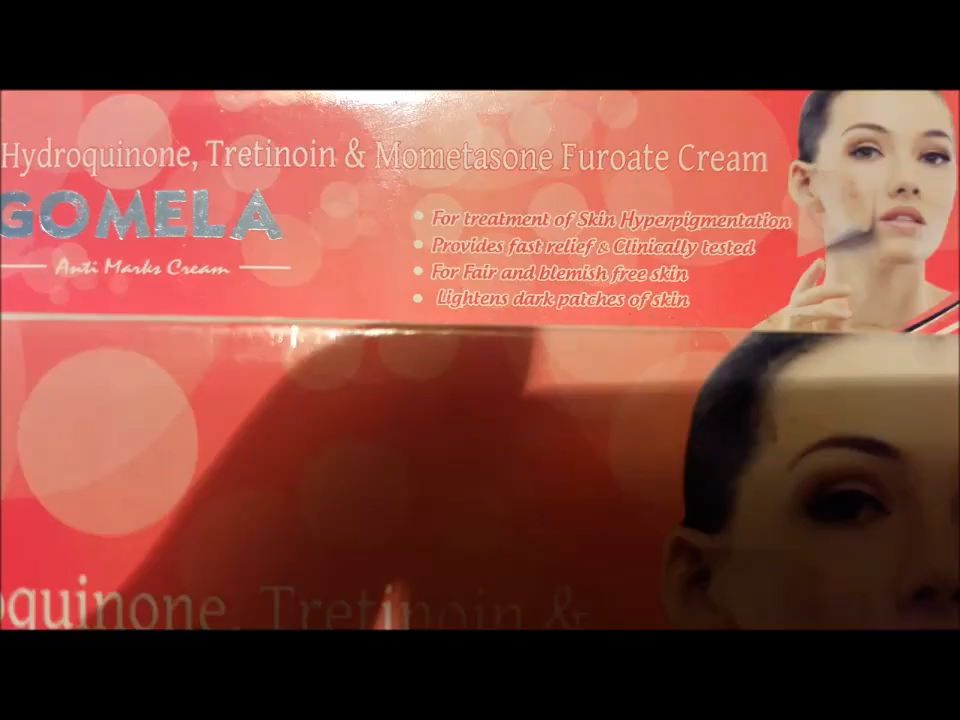 Hydroquinone, Tretinoin & Mometasone Furoate Cream
GOMELA
Anti Marks Cream
For treatment of Skin Hyperpigmentation
Provides fast relief & Clinically tested
For Fair and blemish free skin
Lightens dark patches of skin
oquinone, Tretinoin &